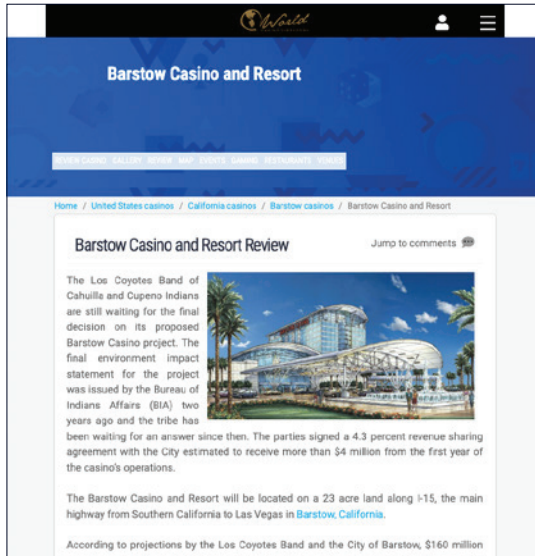 World
Barstow Casino and Resort
REVIEW CASINO GALLERY REVIEW MAP EVENTS GAMING RESTAURANTS VENUES
Home / United States casinos / California casinos / Barstow casinos / Barstow Casino and Resort
Barstow Casino and Resort Review
Jump to comments
The Los Coyotes Band of
Cahuilla and Cupeno Indians
are still waiting for the final
decision on its proposed
Barstow Casino project. The
final environment impact
statement for the project
was issued by the Bureau of
Indians Affairs (BIA) two
years ago and the tribe has
been waiting for an answer since then. The parties signed a 4.3 percent revenue sharing
agreement with the City estimated to receive more than $4 million from the first year of
the casino's operations.
The Barstow Casino and Resort will be located on a 23 acre land along I-15, the main
highway from Southern California to Las Vegas in Barstow, California.
According to projections by the Los Coyotes Band and the City of Barstow, $160 million